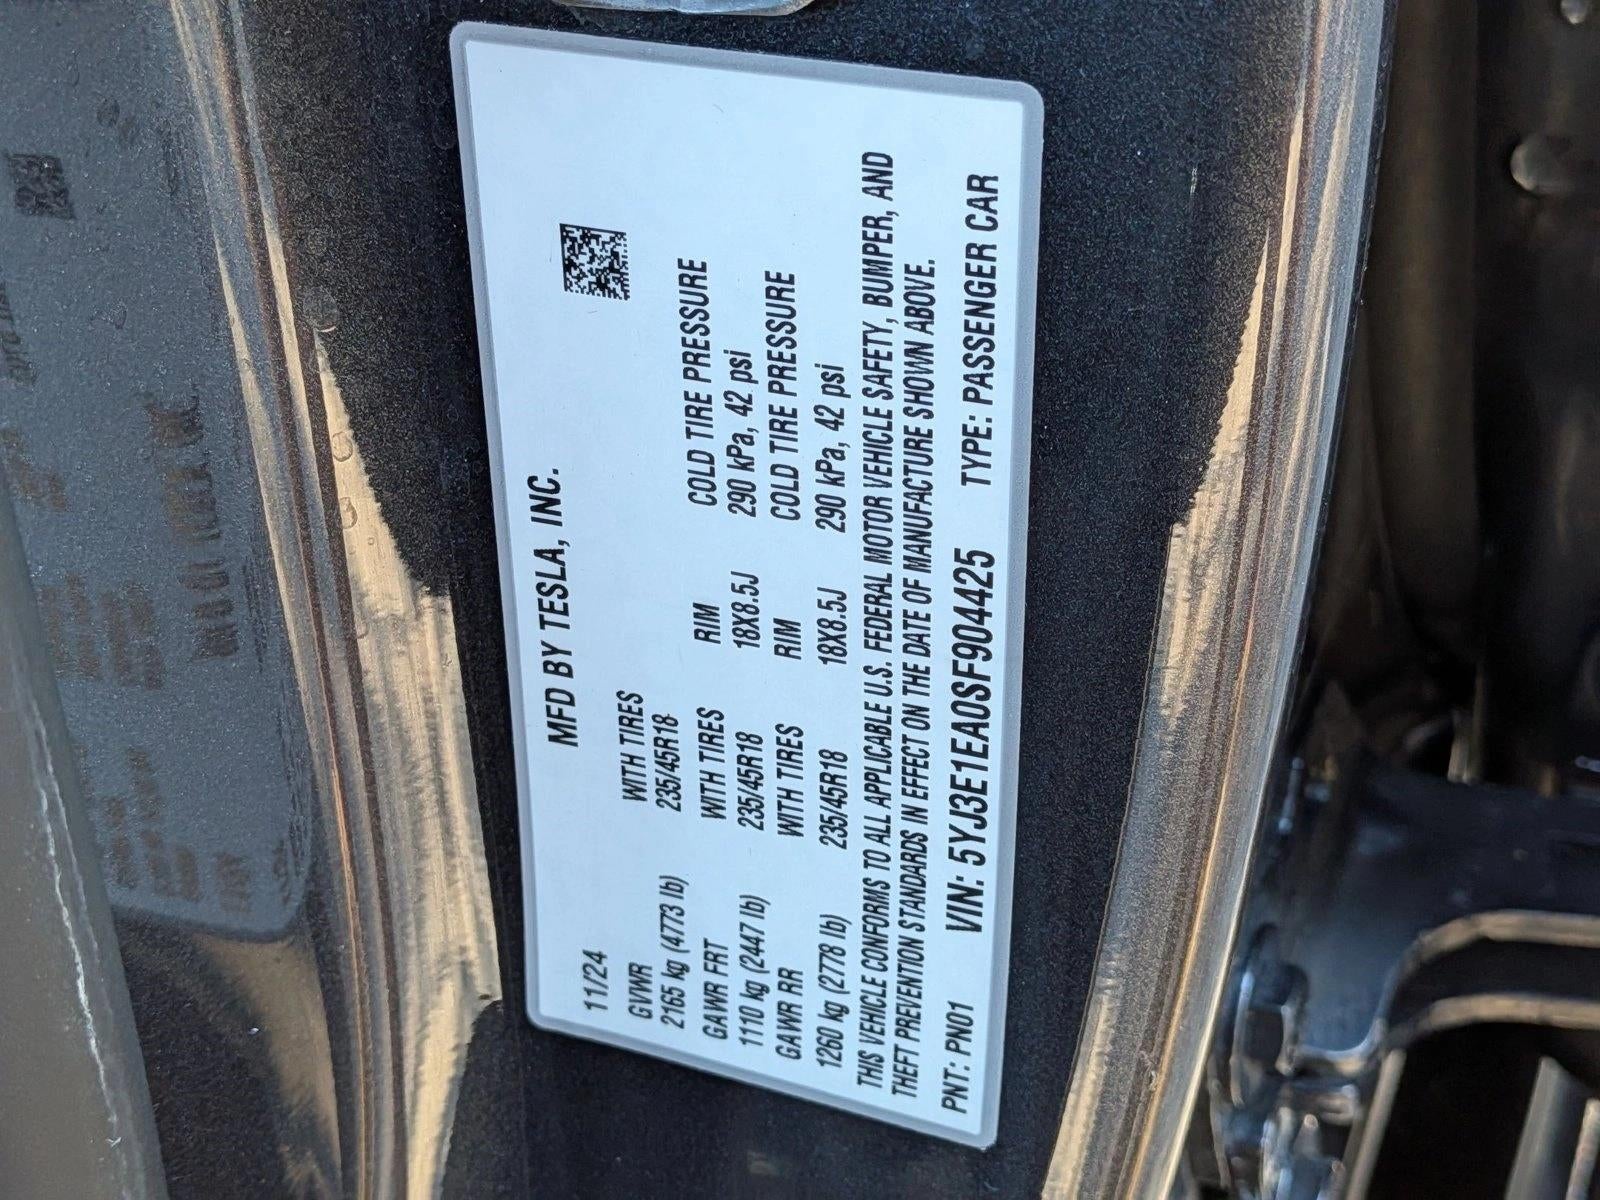 MFD BY TESLA, INC.
11/24
GVWR WITH TIRES
2165 kg (4773 lb) 235/45R18
GAWR FRT WITH TIRES RIM COLD TIRE PRESSURE
1110 kg (2447 lb) 235/45R18 18X8.5J 290 kPa, 42 psi
GAWR RR WITH TIRES RIM COLD TIRE PRESSURE
1260 kg (2778 lb) 235/45R18 18X8.5J 290 kPa, 42 psi
THIS VEHICLE CONFORMS TO ALL APPLICABLE U.S. FEDERAL MOTOR VEHICLE SAFETY, BUMPER, AND
THEFT PREVENTION STANDARDS IN EFFECT ON THE DATE OF MANUFACTURE SHOWN ABOVE.
PNT: PN01 VIN: 5YJ3E1EA0SF904425 TYPE: PASSENGER CAR